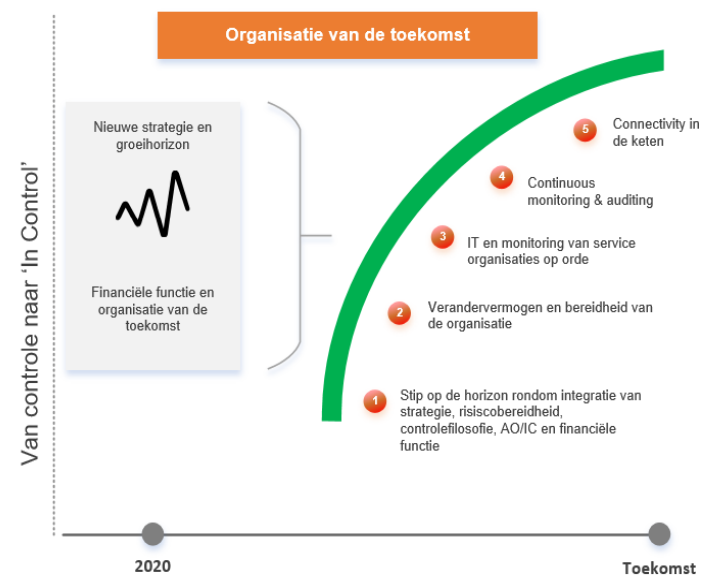 Organisatie van de toekomst
Van controle naar ‘In Control’
Nieuwe strategie en
groeihorizon
Financiële functie en
organisatie van de
toekomst
5
Connectivity in
de keten
4
Continuous
monitoring & auditing
3
IT en monitoring van service
organisaties op orde
2
Verandervermogen en bereidheid van
de organisatie
1
Stip op de horizon rondom integratie van
strategie, risiscobereidheid,
controlefilosofie, AO/IC en financiële
functie
2020
Toekomst